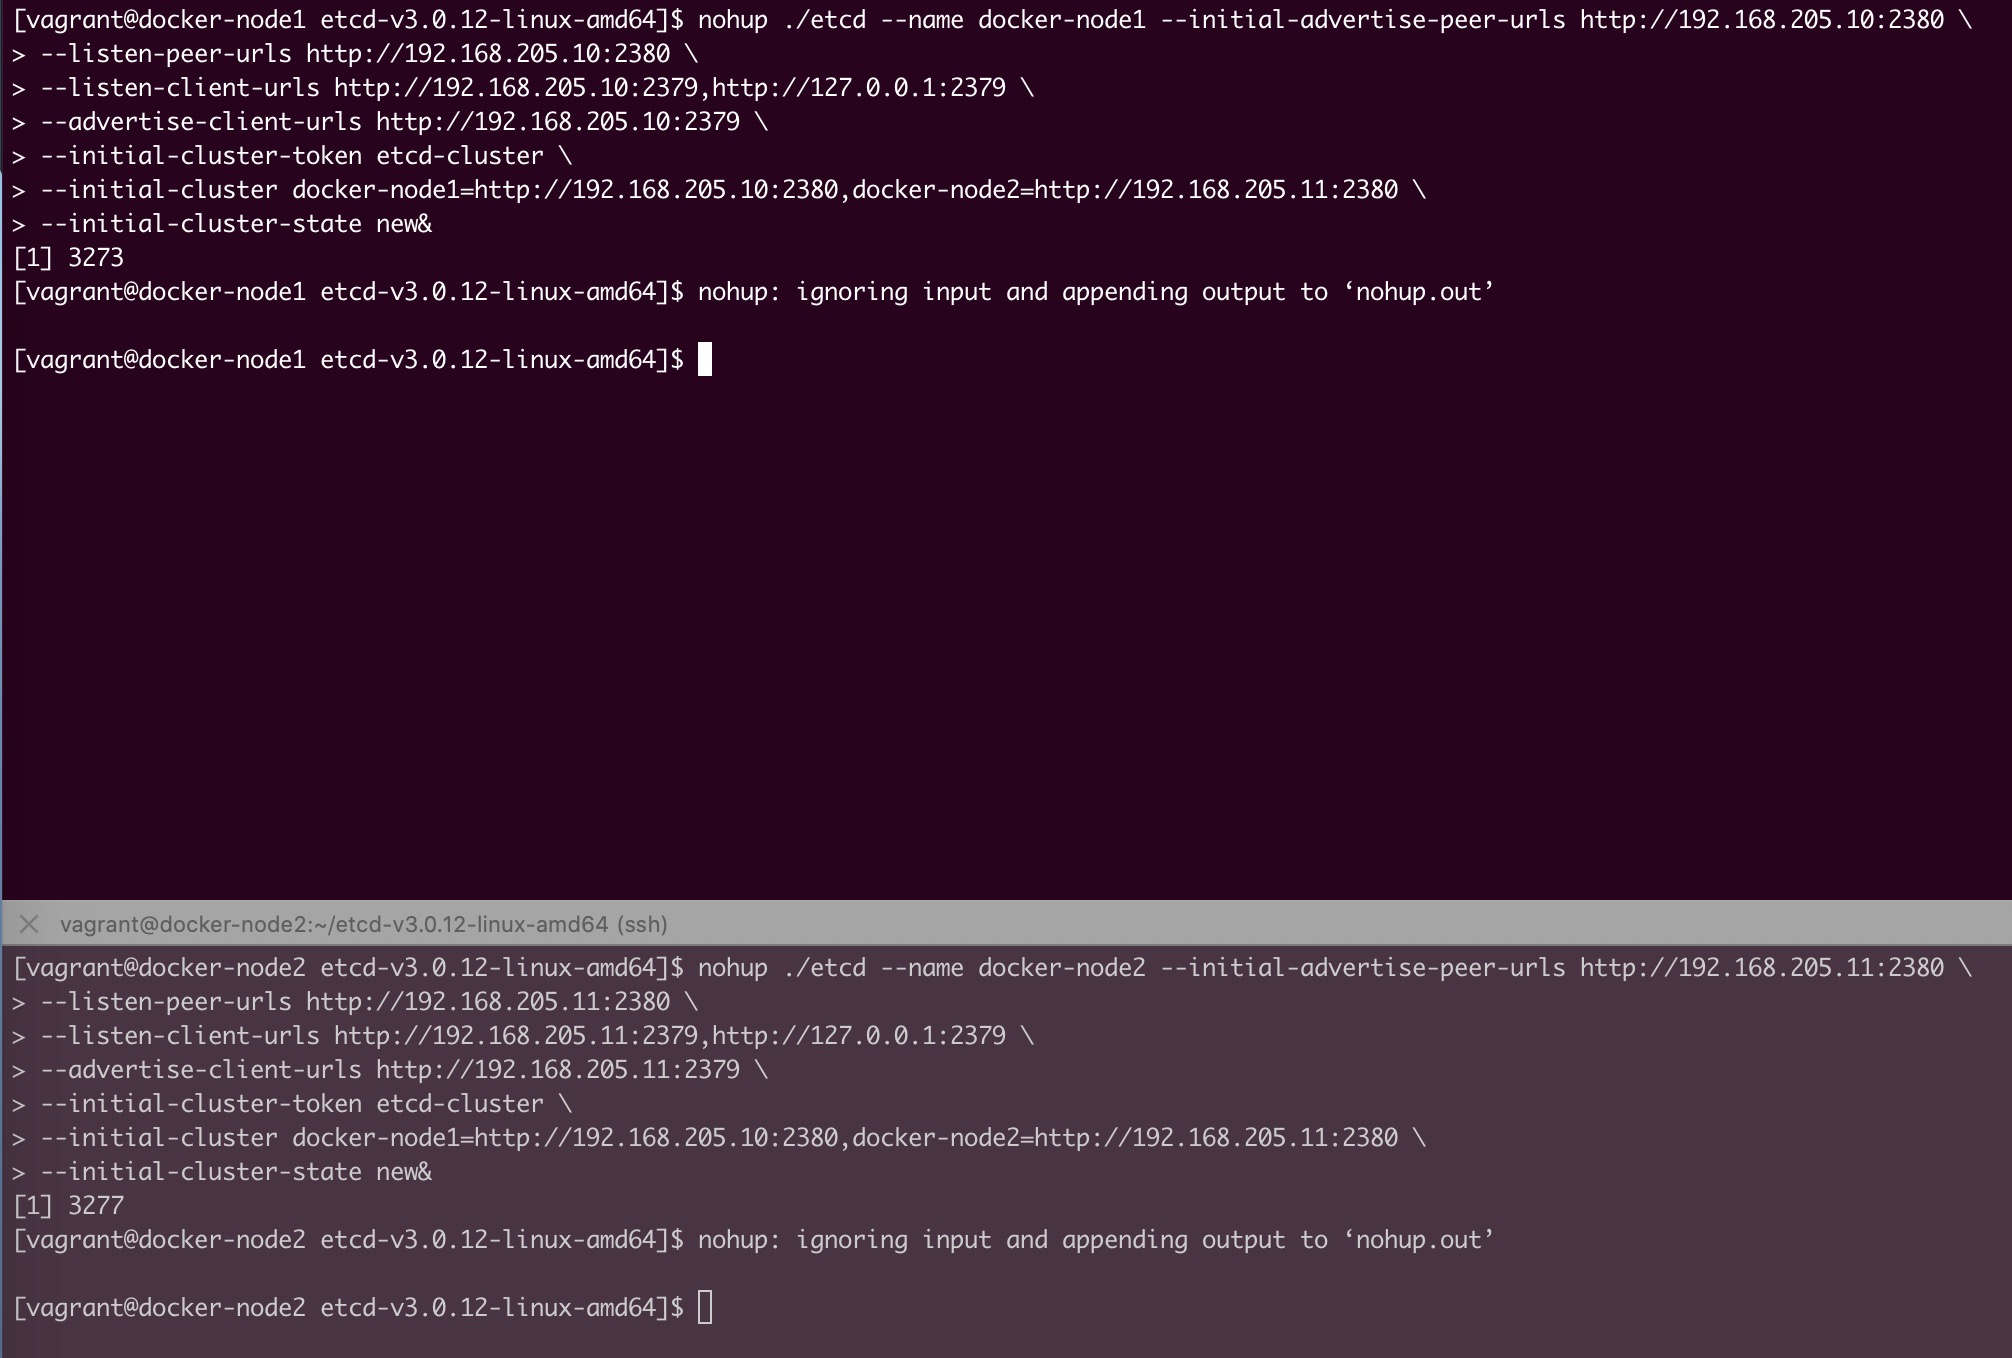 [vagrant@docker-node1 etcd-v3.0.12-linux-amd64]$ nohup ./etcd --name docker-node1 --initial-advertise-peer-urls http://192.168.205.10:2380 \
> --listen-peer-urls http://192.168.205.10:2380 \
> --listen-client-urls http://192.168.205.10:2379,http://127.0.0.1:2379 \
> --advertise-client-urls http://192.168.205.10:2379 \
> --initial-cluster-token etcd-cluster \
> --initial-cluster docker-node1=http://192.168.205.10:2380,docker-node2=http://192.168.205.11:2380 \
> --initial-cluster-state new&
[1] 3273
[vagrant@docker-node1 etcd-v3.0.12-linux-amd64]$ nohup: ignoring input and appending output to ‘nohup.out’
[vagrant@docker-node1 etcd-v3.0.12-linux-amd64]$
vagrant@docker-node2:~/etcd-v3.0.12-linux-amd64 (ssh)
[vagrant@docker-node2 etcd-v3.0.12-linux-amd64]$ nohup ./etcd --name docker-node2 --initial-advertise-peer-urls http://192.168.205.11:2380 \
> --listen-peer-urls http://192.168.205.11:2380 \
> --listen-client-urls http://192.168.205.11:2379,http://127.0.0.1:2379 \
> --advertise-client-urls http://192.168.205.11:2379 \
> --initial-cluster-token etcd-cluster \
> --initial-cluster docker-node1=http://192.168.205.10:2380,docker-node2=http://192.168.205.11:2380 \
> --initial-cluster-state new&
[1] 3277
[vagrant@docker-node2 etcd-v3.0.12-linux-amd64]$ nohup: ignoring input and appending output to ‘nohup.out’
[vagrant@docker-node2 etcd-v3.0.12-linux-amd64]$